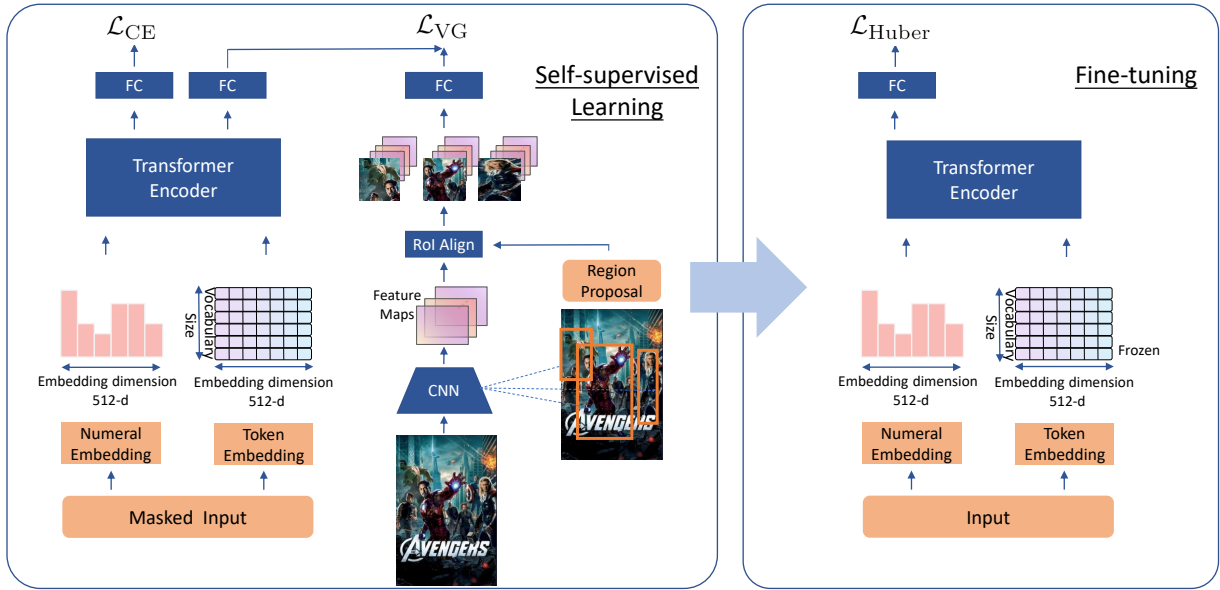 ℒCE
ℒVG
FC
FC
FC
Self-supervised
Learning
Transformer
Encoder
RoI Align
Region
Proposal
Feature
Maps
Vocabulary
Size
Embedding dimension
512-d
Embedding dimension
512-d
CNN
AVENGERS
Numeral
Embedding
Token
Embedding
Masked Input
AVENGERS
ℒHuber
FC
Fine-tuning
Transformer
Encoder
Vocabulary
Size
Frozen
Embedding dimension
512-d
Embedding dimension
512-d
Numeral
Embedding
Token
Embedding
Input